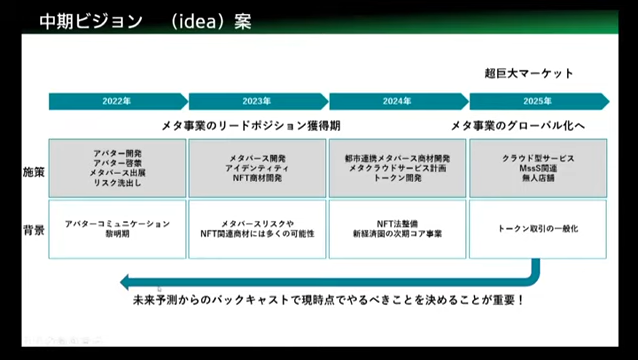 中期ビジョン （idea）案
超巨大マーケット
2022年 2023年 2024年 2025年
メタ事業のリードポジション獲得期 メタ事業のグローバル化へ
施策
アバター開発
アバター啓蒙
メタバース出展
リスク洗出し
メタバース開発
アイデンティティ
NFT商材開発
都市連携メタバース商材開発
メタクラウドサービス計画
トークン開発
クラウド型サービス
MssS関連
無人店舗
背景
アバターコミュニケーション
黎明期
メタバースリスクや
NFT関連商材には多くの可能性
NFT法整備
新経済圏の次期コア事業
トークン取引の一般化
未来予測からのバックキャストで現時点でやるべきことを決めることが重要！